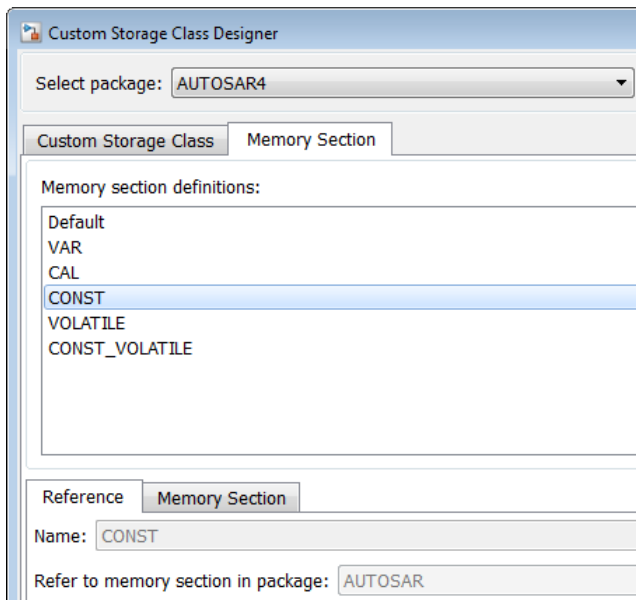 Custom Storage Class Designer
Select package: AUTOSAR4
Custom Storage Class Memory Section
Memory section definitions:
Default
VAR
CAL
CONST
VOLATILE
CONST_VOLATILE
Reference Memory Section
Name: CONST
Refer to memory section in package: AUTOSAR